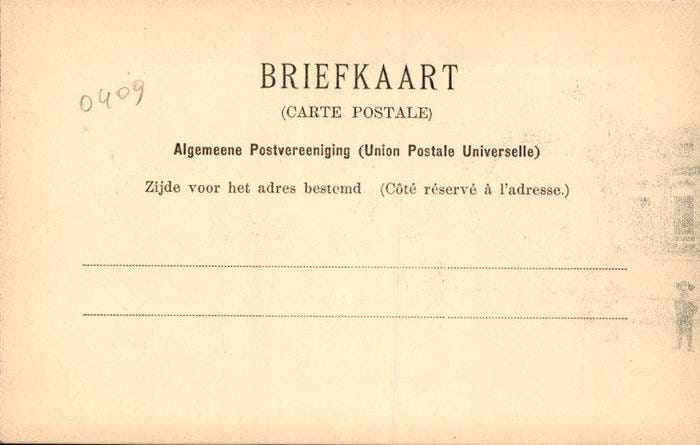 0409
BRIEFKAART
(CARTE POSTALE)
Algemeene Postvereeniging (Union Postale Universelle)
Zijde voor het adres bestemd. (Côté réservé à l'adresse.)